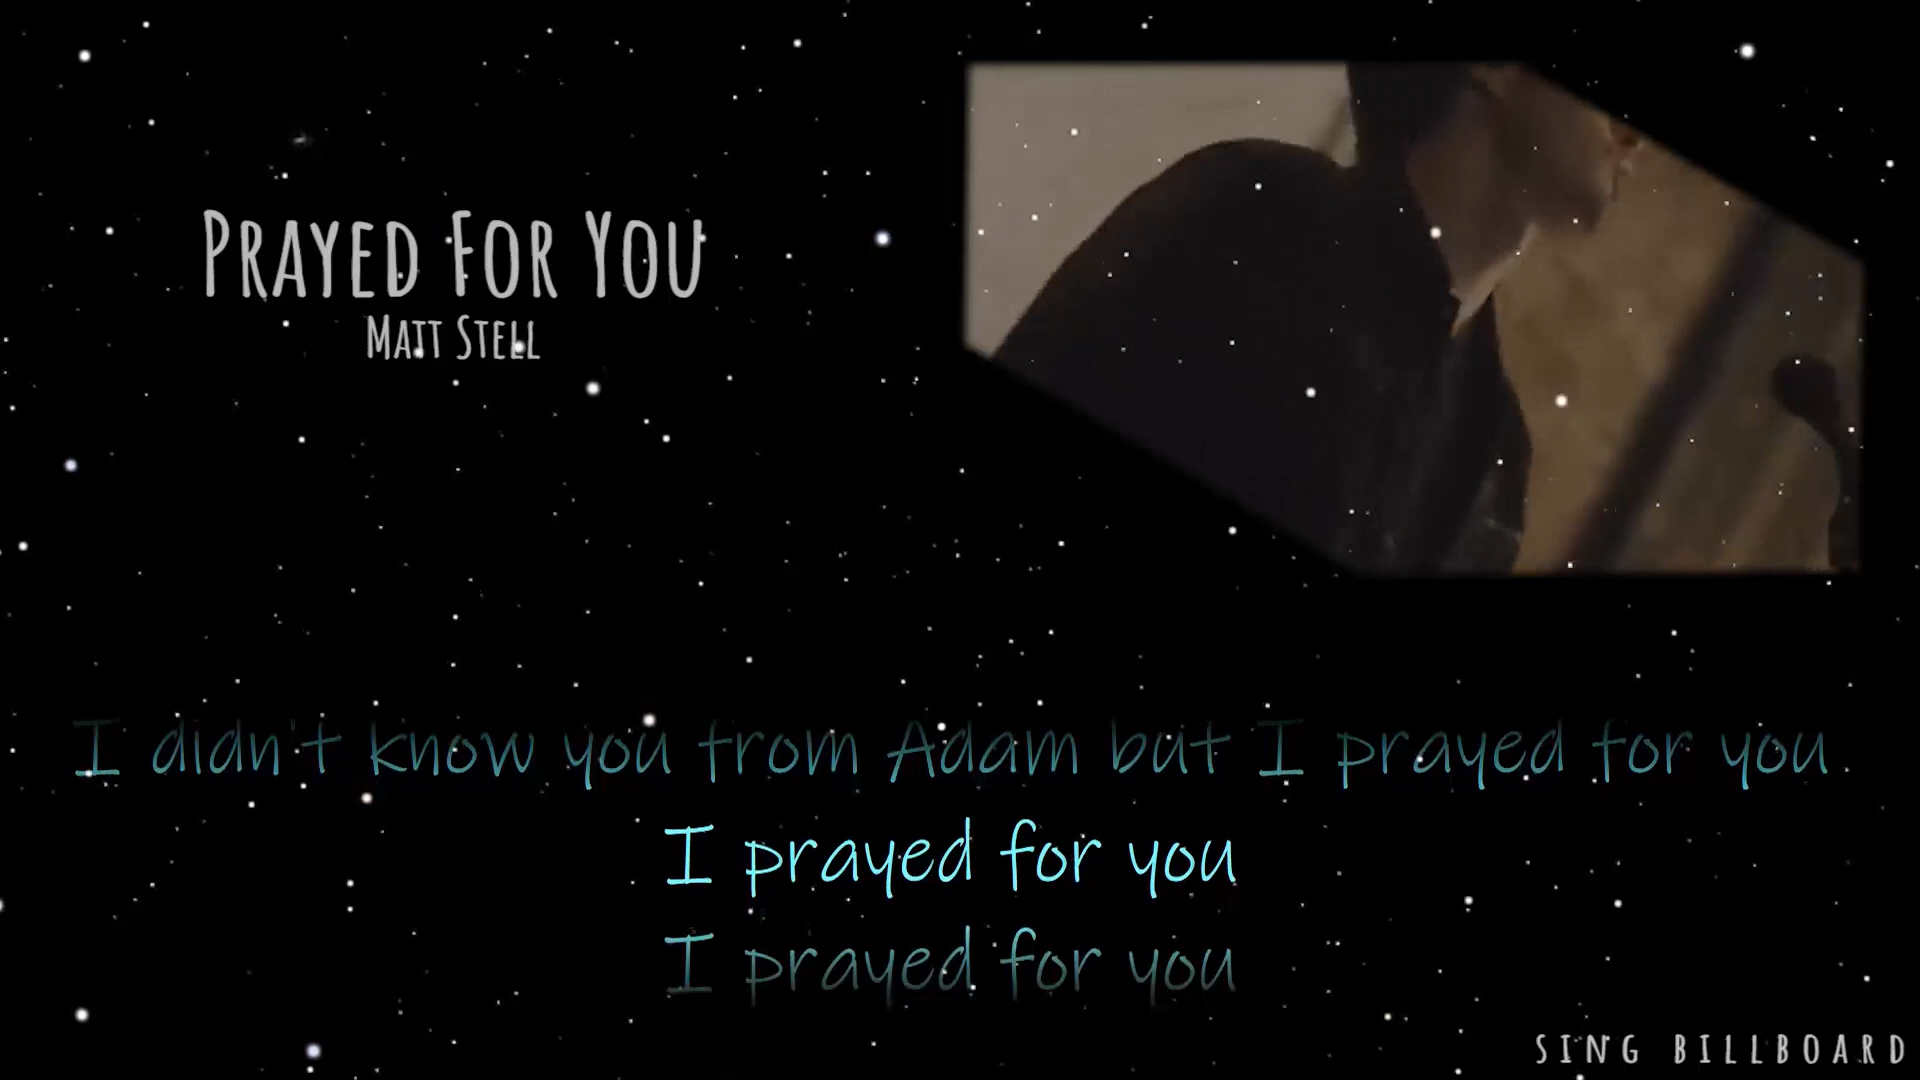 Prayed For You
Matt Stell
I didn't know you from Adam but I prayed for you
I prayed for you
I prayed for you
SING BILLBOARD